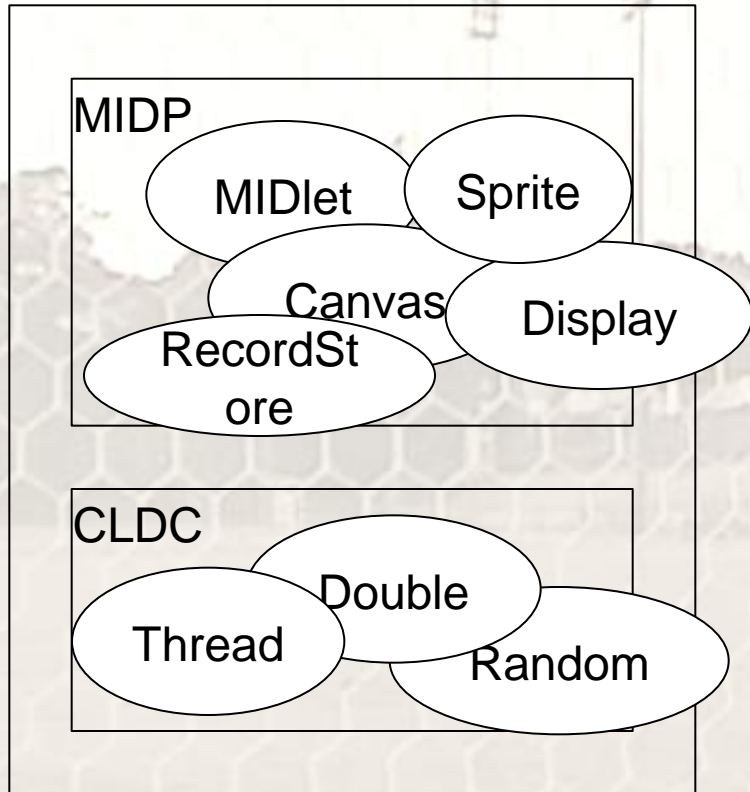 MIDP
MIDlet
Sprite
Canvas
Display
RecordSt
ore
CLDC
Double
Thread
Random